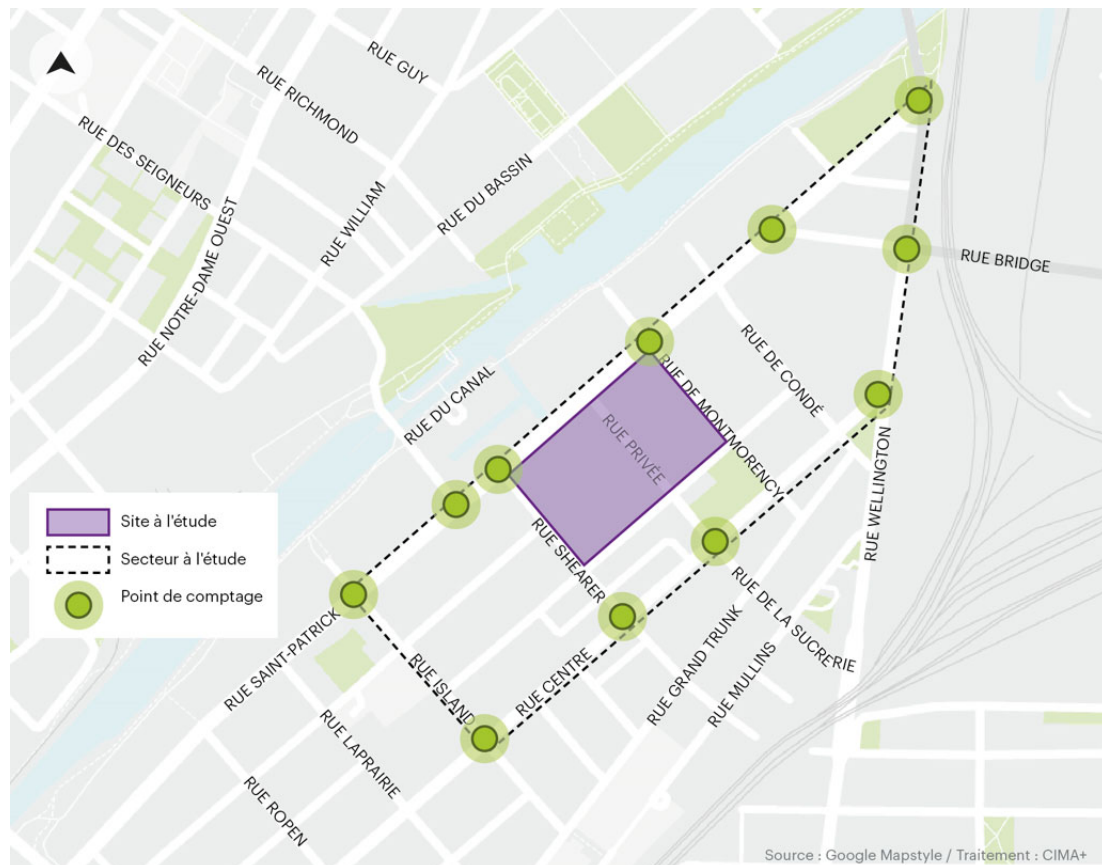 RUE GUY
RUE RICHMOND
RUE DES SEIGNEURS
RUE WILLIAM
RUE DU BASSIN
RUE NOTRE-DAME OUEST
RUE BRIDGE
RUE DE CONDÉ
RUE DE MONTMORENCY
RUE DU CANAL
RUE PRIVÉE
RUE WELLINGTON
Site à l'étude
Secteur à l'étude
Point de comptage
RUE SHEARER
RUE DE LA SUCRERIE
RUE SAINT-PATRICK
RUE ISLAND
RUE CENTRE
RUE GRAND TRUNK
RUE MULLINS
RUE LAPRAIRIE
RUE ROPEN
Source : Google Mapstyle / Traitement : CIMA+